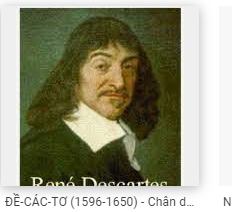 René Descartes
ĐỀ-CÁC-TƠ (1596-1650) - Chân d...
N